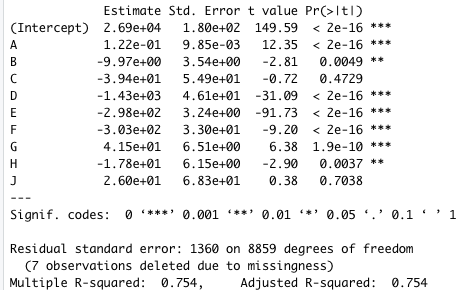 Estimate Std. Error t value Pr(>|t|)
(Intercept) 2.69e+04 1.80e+02 149.59 < 2e-16 ***
A 1.22e-01 9.85e-03 12.35 < 2e-16 ***
B -9.97e+00 3.54e+00 -2.81 0.0049 **
C -3.94e+01 5.49e+01 -0.72 0.4729
D -1.43e+03 4.61e+01 -31.09 < 2e-16 ***
E -2.98e+02 3.24e+00 -91.73 < 2e-16 ***
F -3.03e+02 3.30e+01 -9.20 < 2e-16 ***
G 4.15e+01 6.51e+00 6.38 1.9e-10 ***
H -1.78e+01 6.15e+00 -2.90 0.0037 **
J 2.60e+01 6.83e+01 0.38 0.7038
---
Signif. codes: 0 ‘***’ 0.001 ‘**’ 0.01 ‘*’ 0.05 ‘.’ 0.1 ‘ ’ 1
Residual standard error: 1360 on 8859 degrees of freedom
(7 observations deleted due to missingness)
Multiple R-squared: 0.754, Adjusted R-squared: 0.754